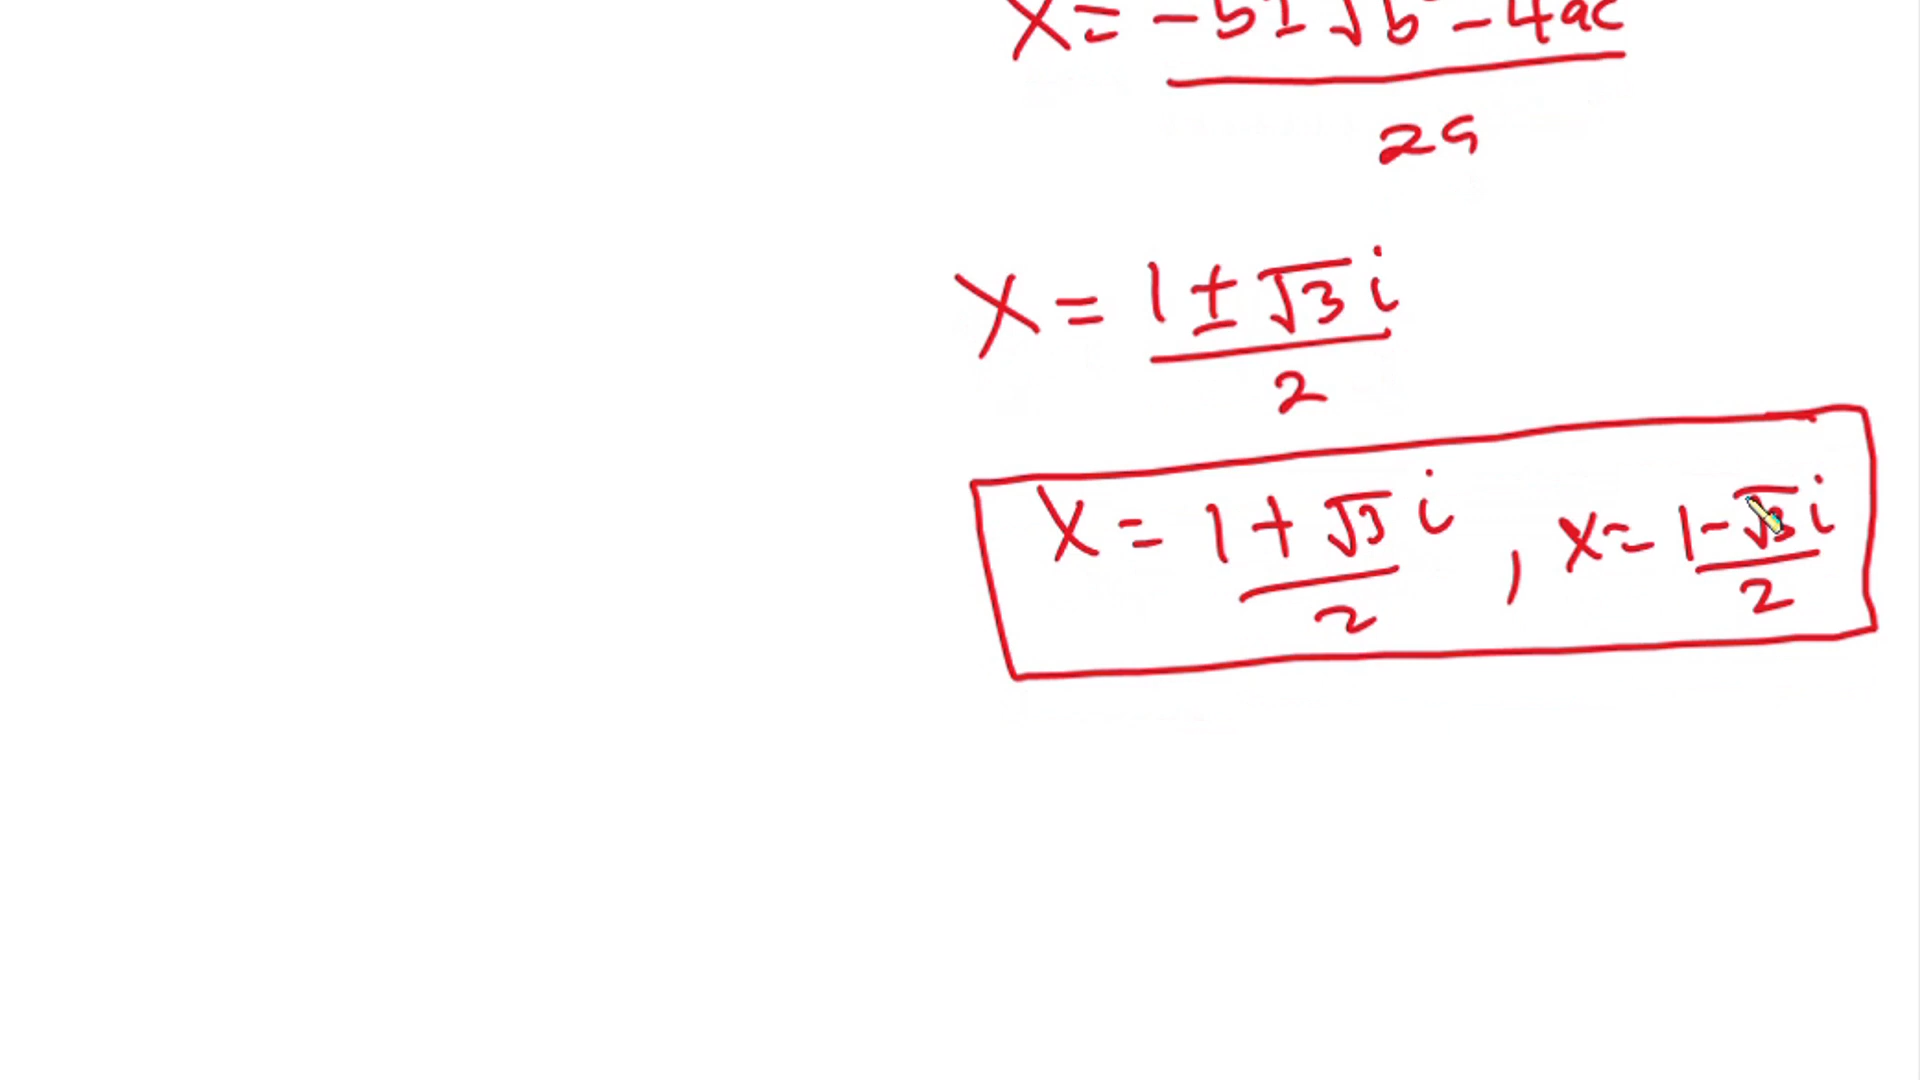 x = -b ± √b² - 4ac
2a
x = 1 ± √3 i
2
x = 1 + √3 i , x = 1 - √3 i
2 2